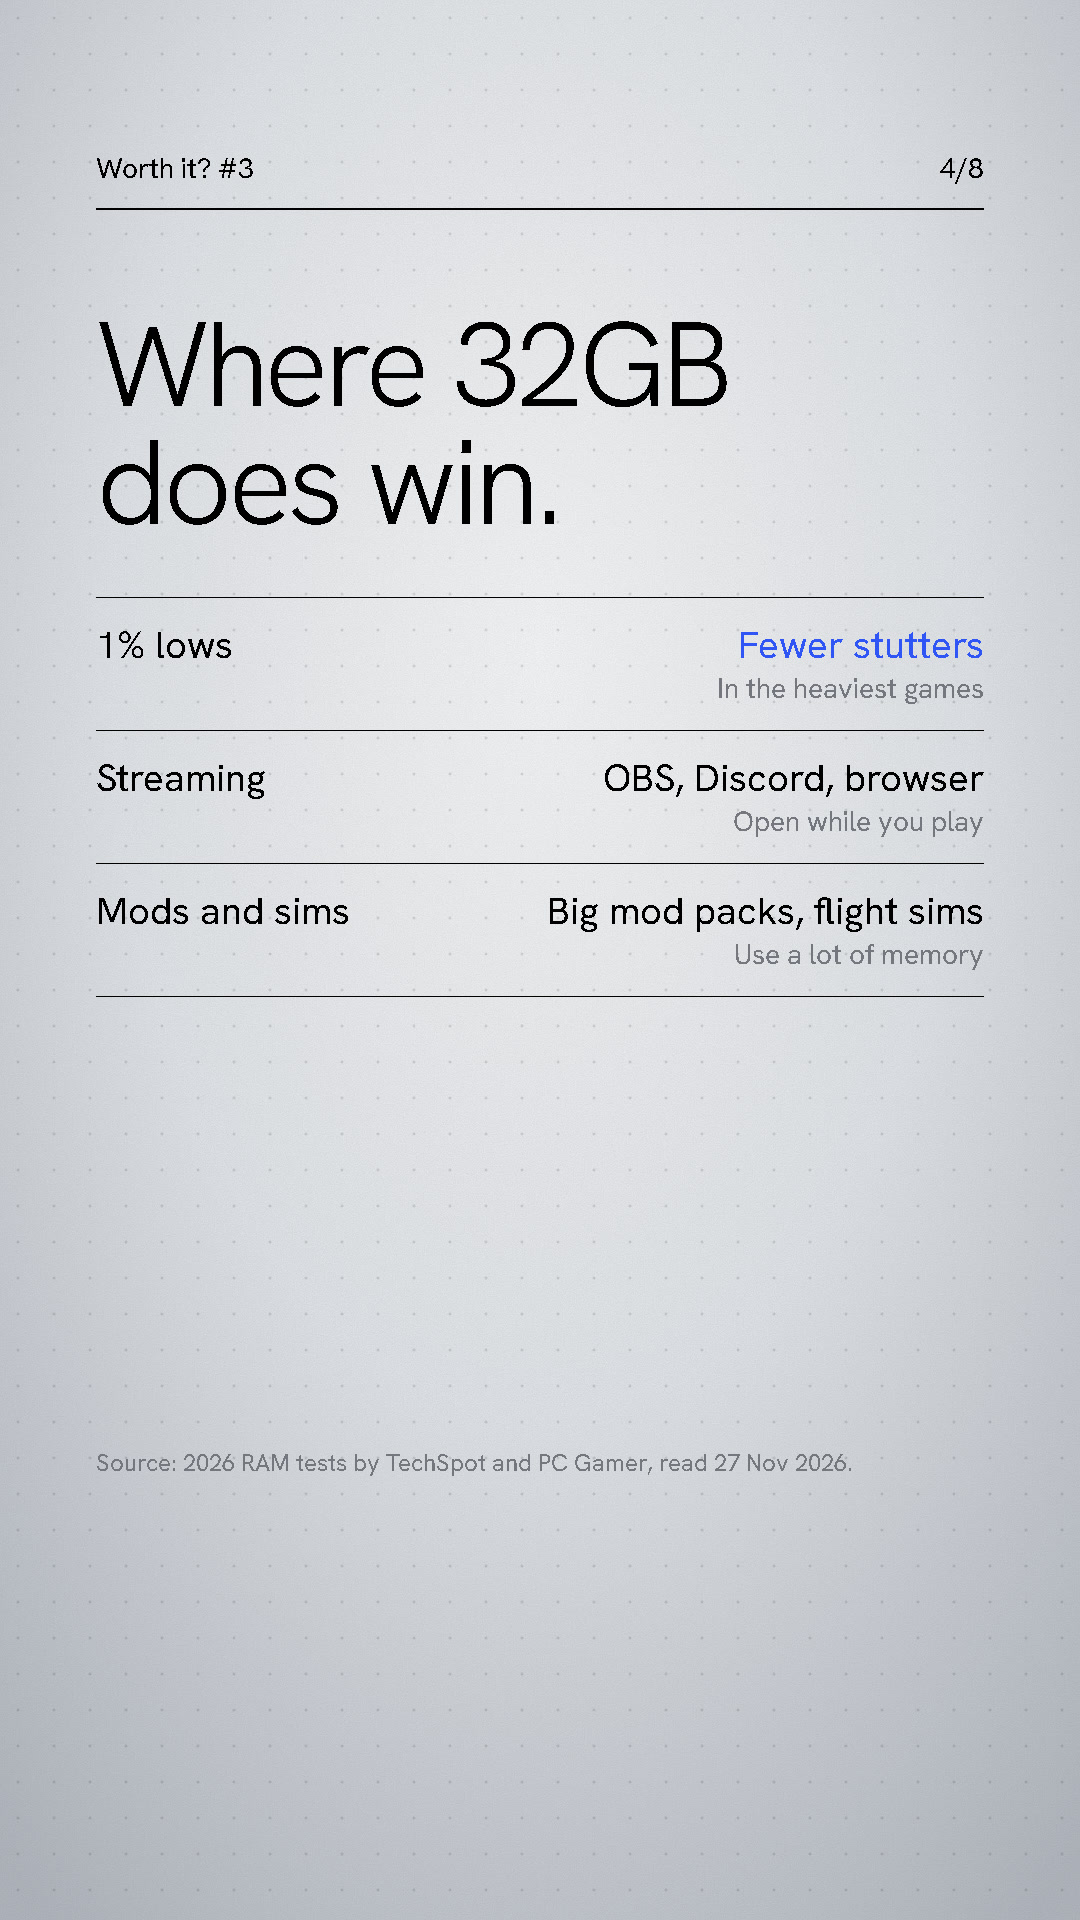 Worth it? #3
4/8
Where 32GB
does win.
1% lows
Fewer stutters
In the heaviest games
Streaming
OBS, Discord, browser
Open while you play
Mods and sims
Big mod packs, flight sims
Use a lot of memory
Source: 2026 RAM tests by TechSpot and PC Gamer, read 27 Nov 2026.